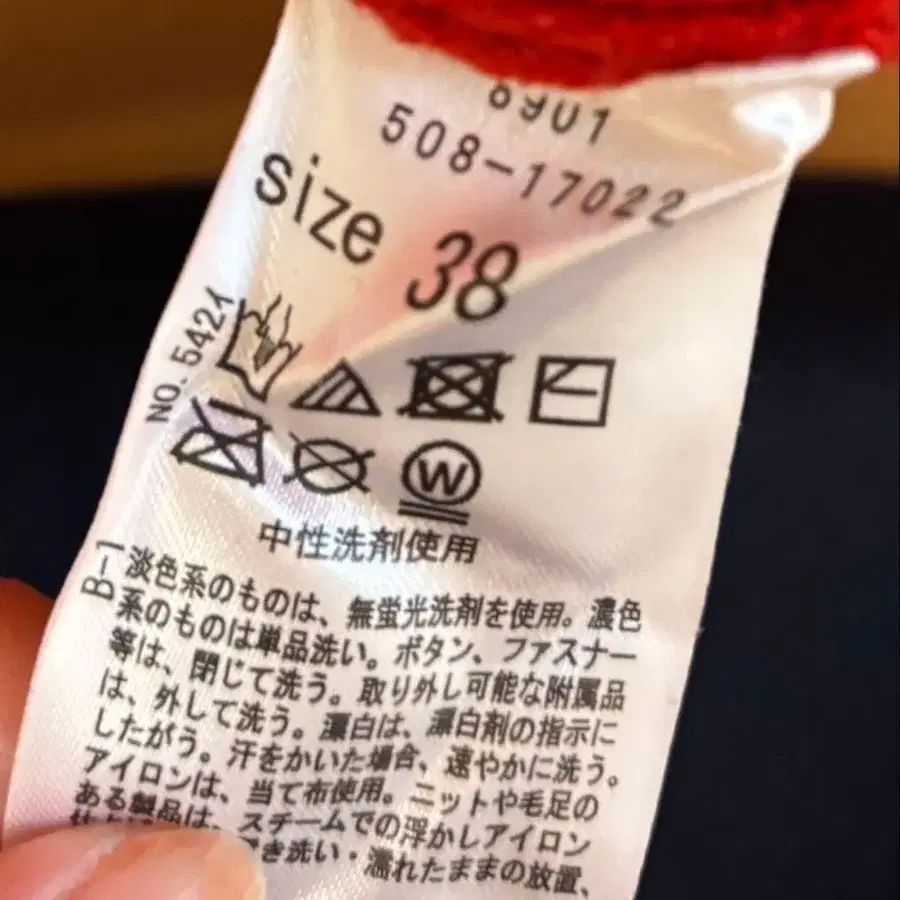 6901
508-17022
size 38
NO. 5421
W
中性洗剤使用
B-1
淡色系のものは、無蛍光洗剤を使用。濃色
系のものは単品洗い。ボタン、ファスナー
等は、閉じて洗う。取り外し可能な附属品
は、外して洗う。漂白は、漂白剤の指示に
したがう。汗をかいた場合、速やかに洗う。
アイロンは、当て布使用。ニットや毛足の
ある製品は、スチームでの浮かしアイロン
き洗い・濡れたままの放置、